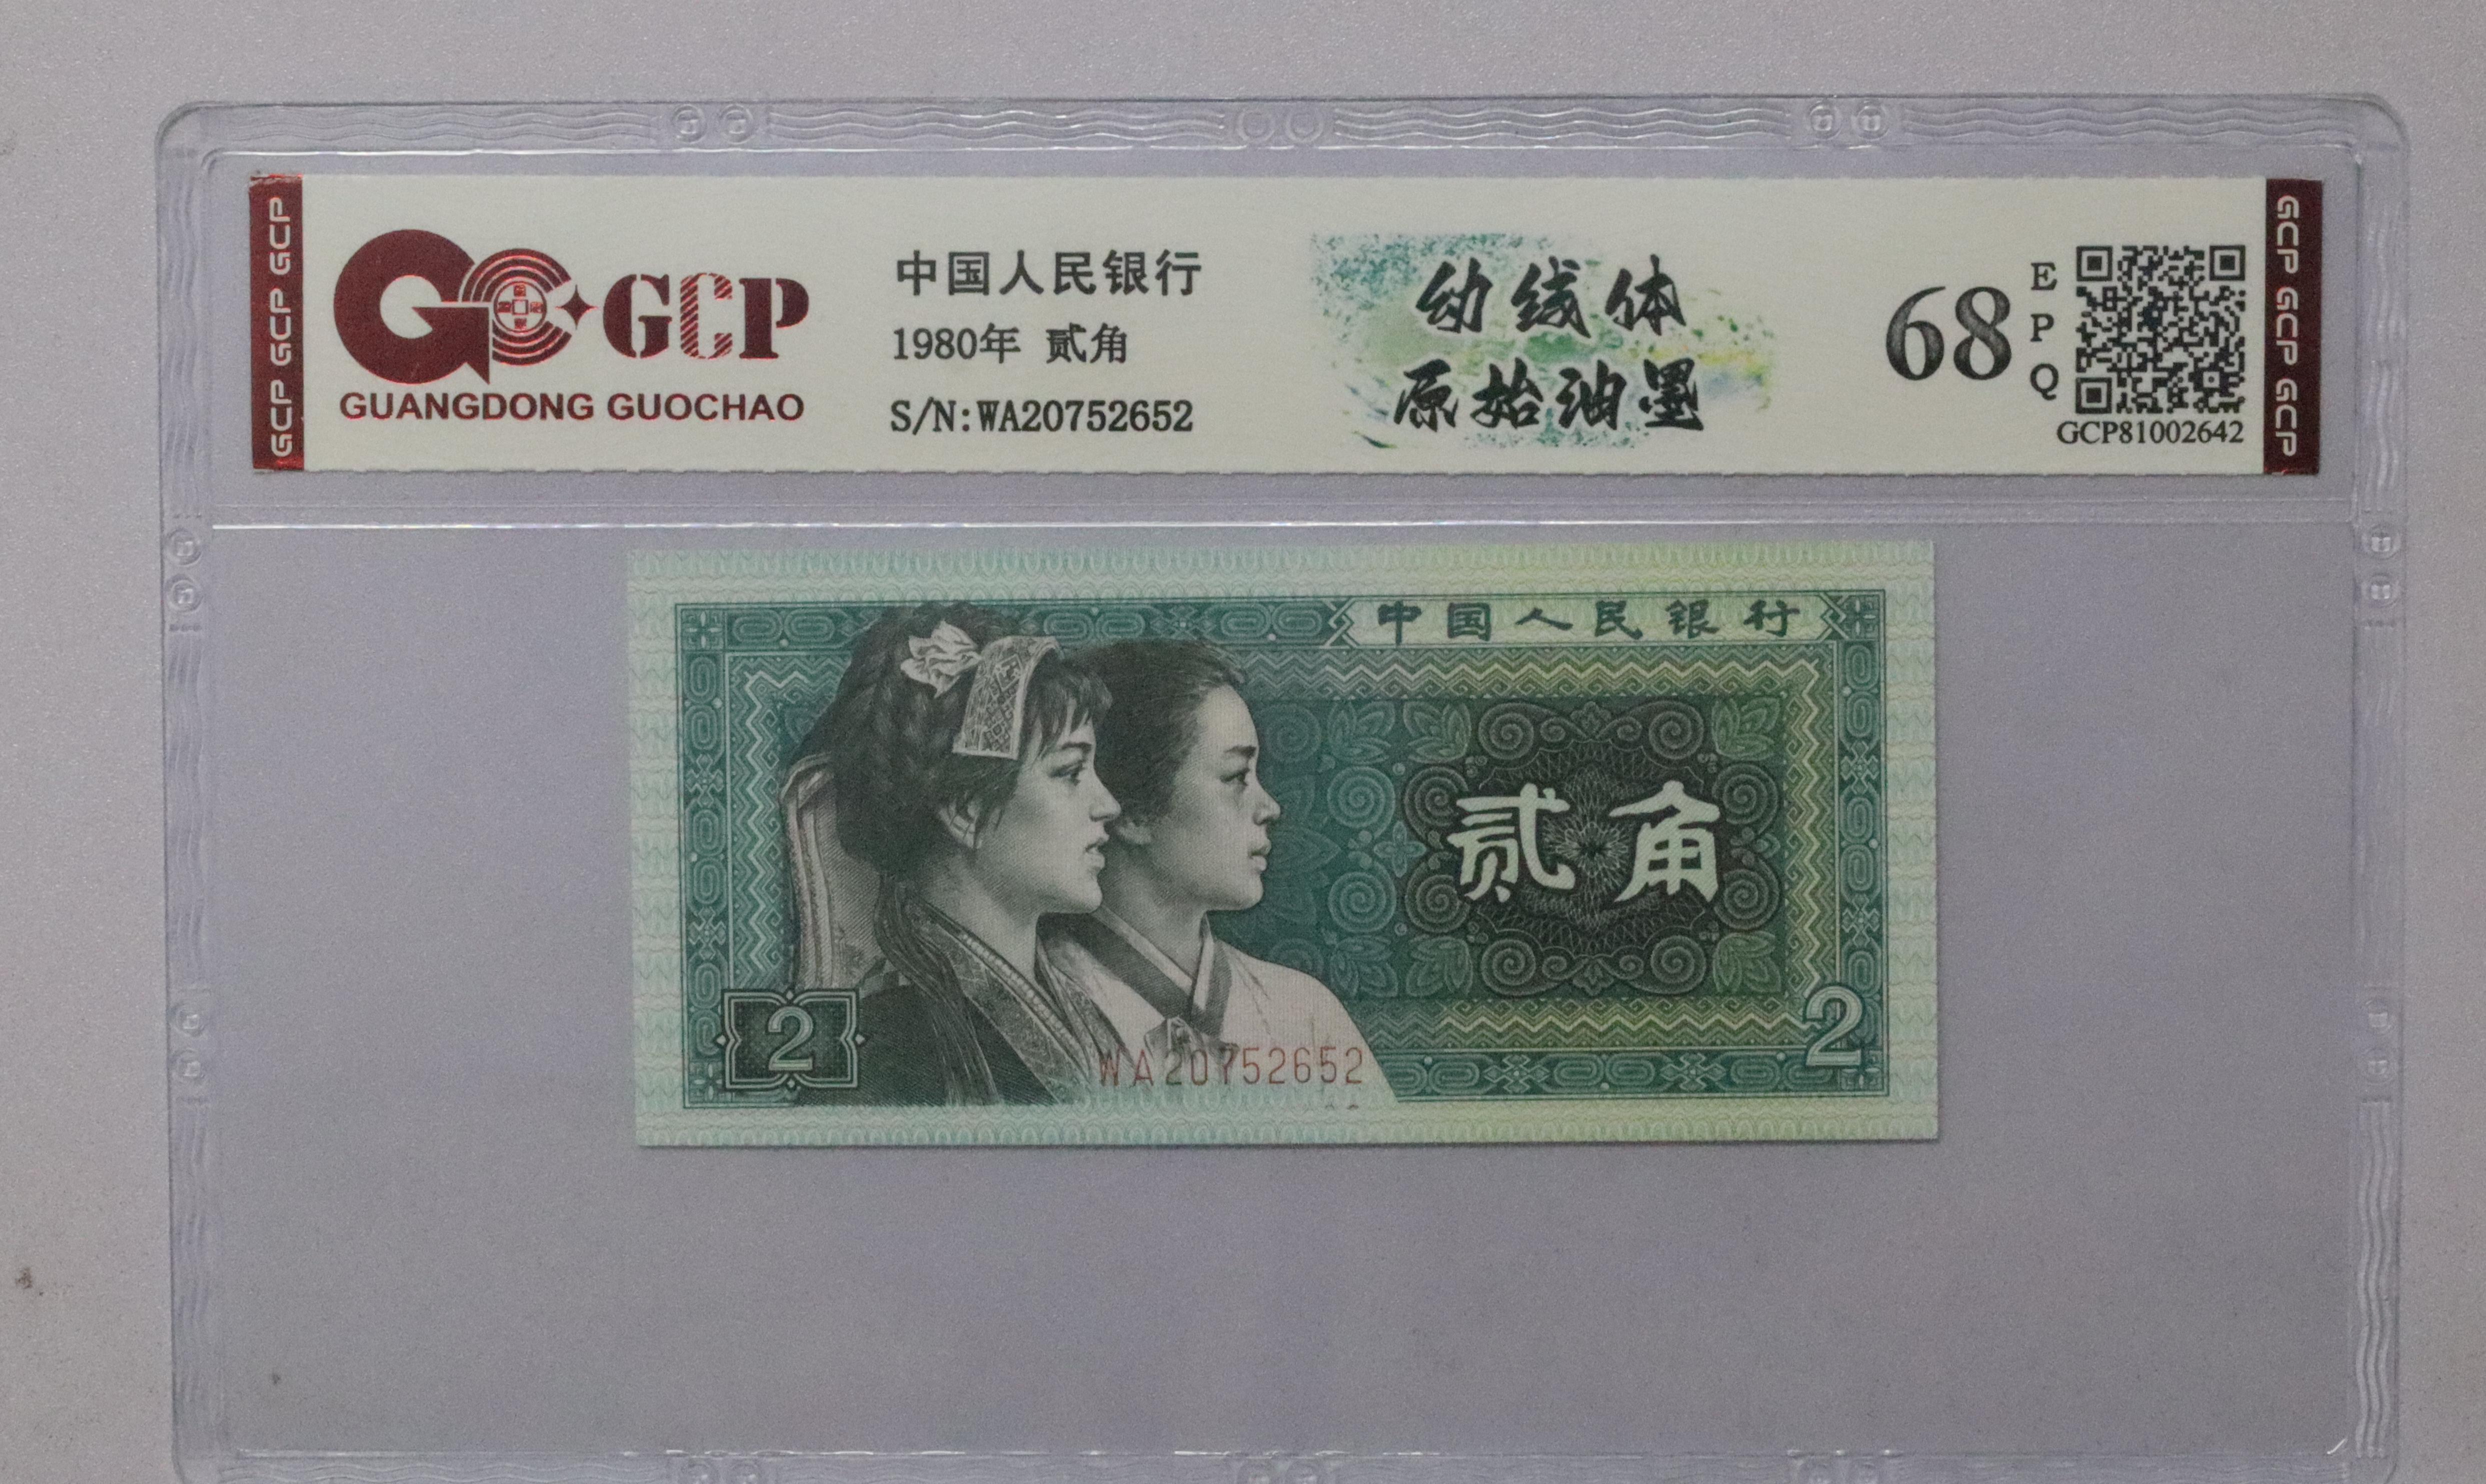 GCP GCP GCP
GCP
GUANGDONG GUOCHAO
中国人民银行
1980年 贰角
S/N:WA20752652
幼线体
原始油墨
68
EPQ
GCP81002642
GCP GCP GCP
中国人民银行
贰角
2
2
WA20752652